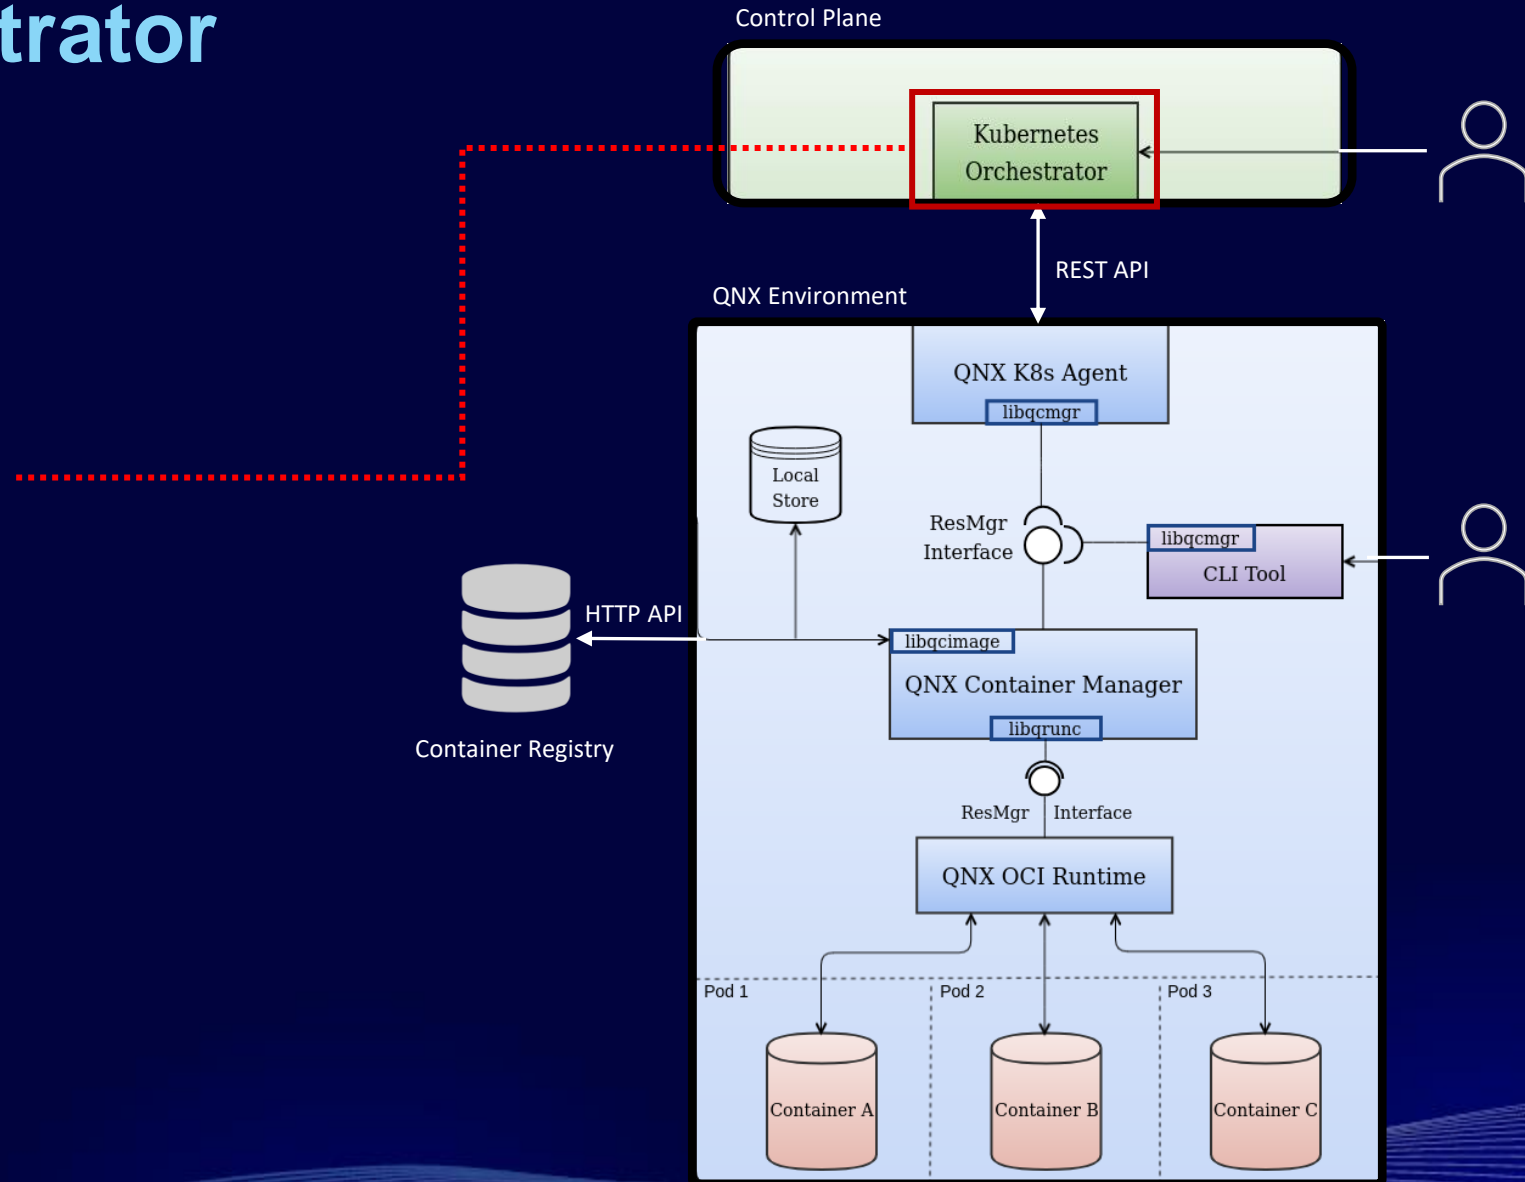 trator
Control Plane
Kubernetes
Orchestrator
REST API
QNX Environment
QNX K8s Agent
libqcmgr
Local
Store
ResMgr
Interface
libqcmgr
CLI Tool
HTTP API
libqcimage
QNX Container Manager
libqrunc
Container Registry
ResMgr Interface
QNX OCI Runtime
Pod 1
Pod 2
Pod 3
Container A
Container B
Container C